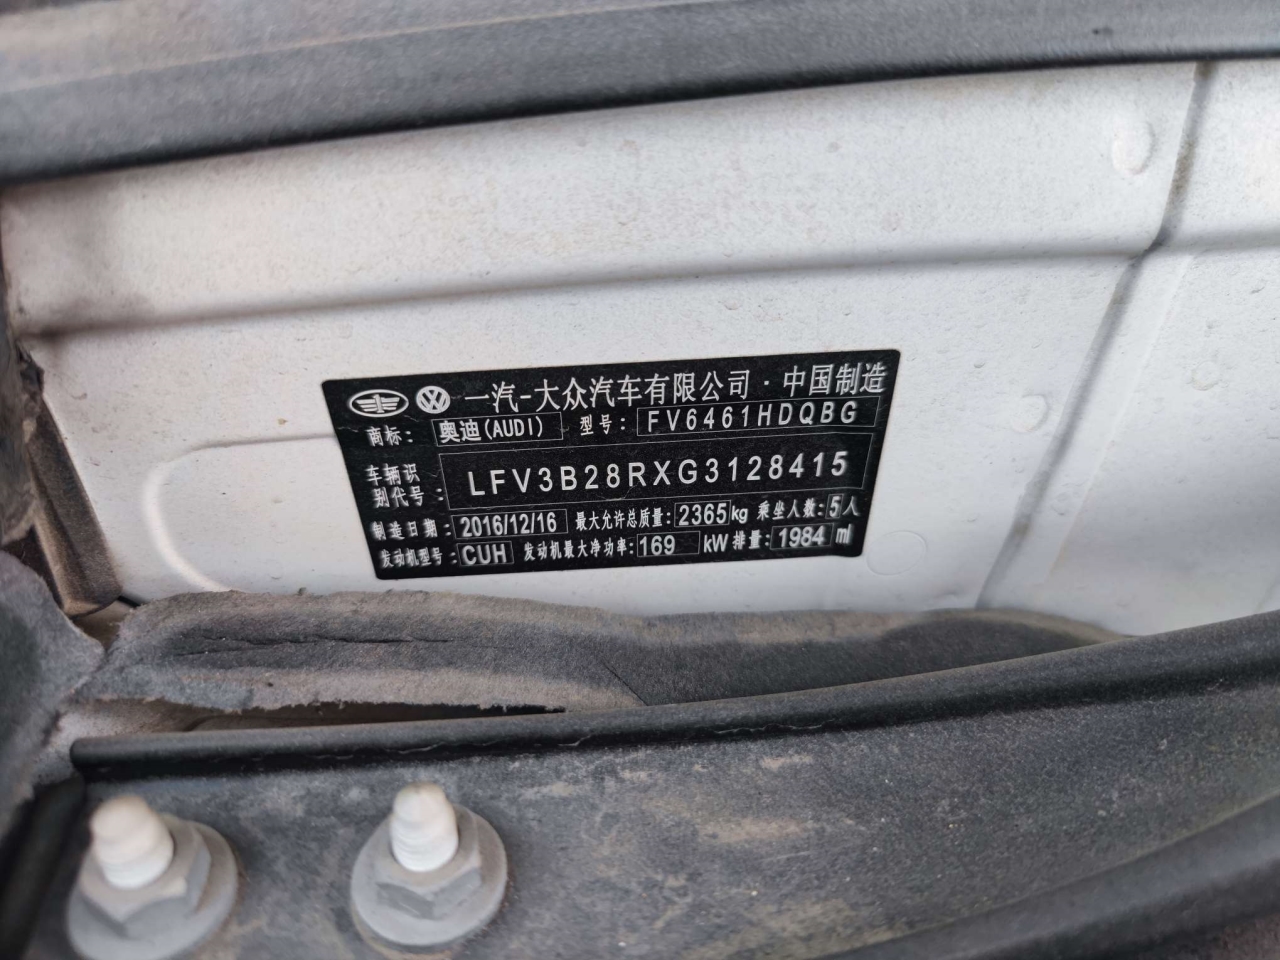 一汽-大众汽车有限公司·中国制造
商标: 奥迪(AUDI) 型号: FV6461HDQBG
车辆识别代号: LFV3B28RXG3128415
制造日期: 2016/12/16 最大允许总质量: 2365kg 乘坐人数: 5人
发动机型号: CUH 发动机最大净功率: 169 kW 排量: 1984 ml